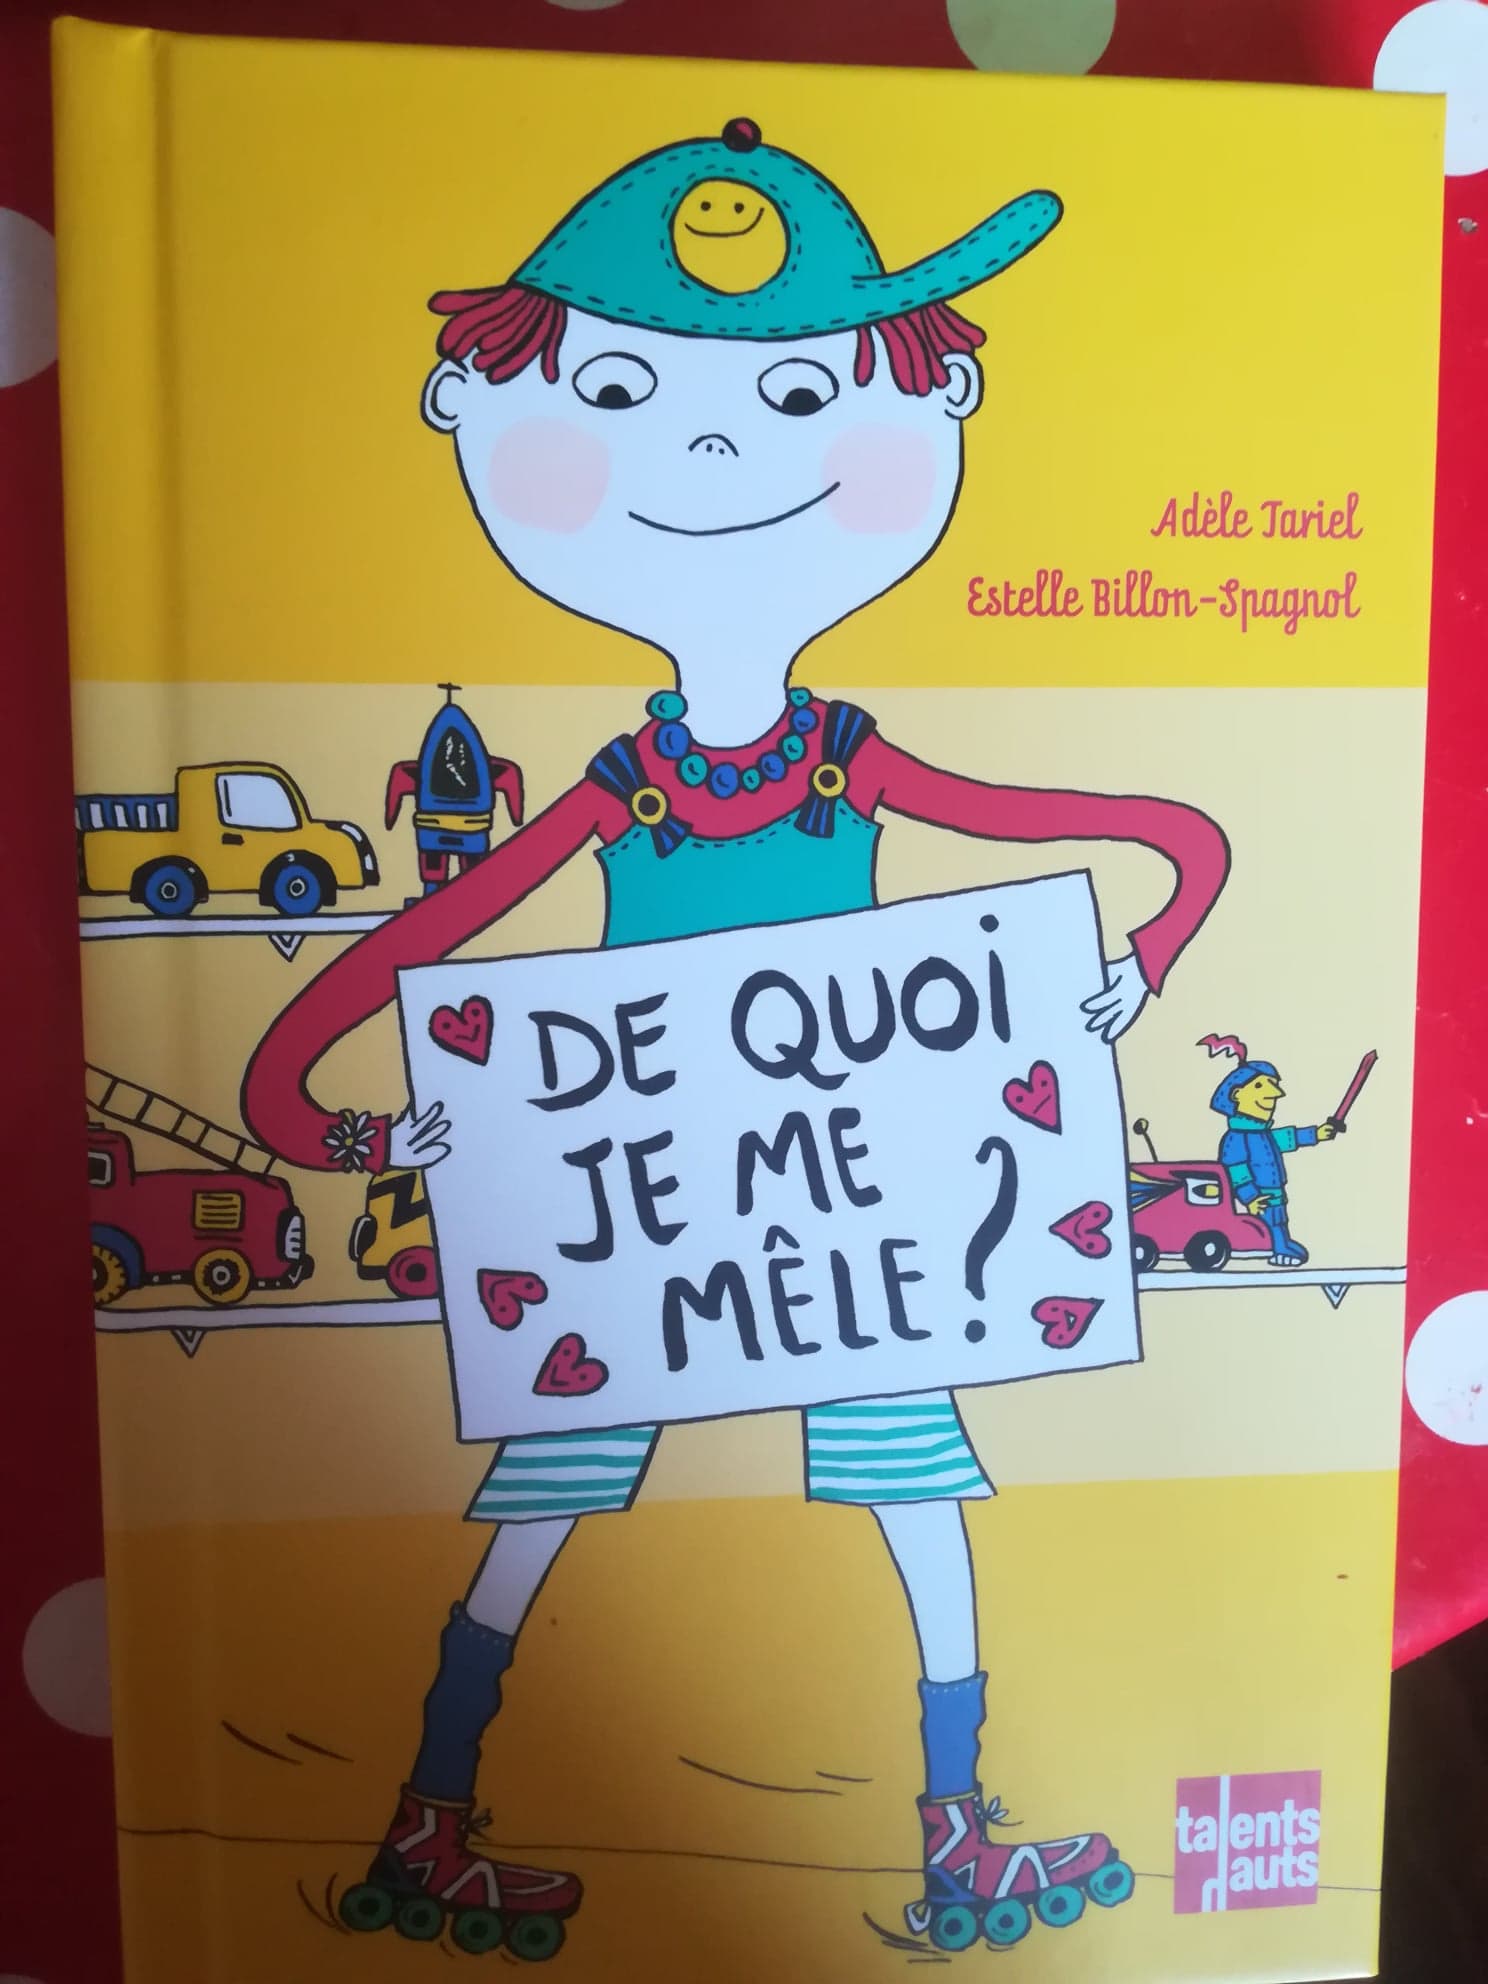 Adèle Tariel
Estelle Billon-Spagnol
DE QUOI
JE ME
MÊLE ?
talents
hauts